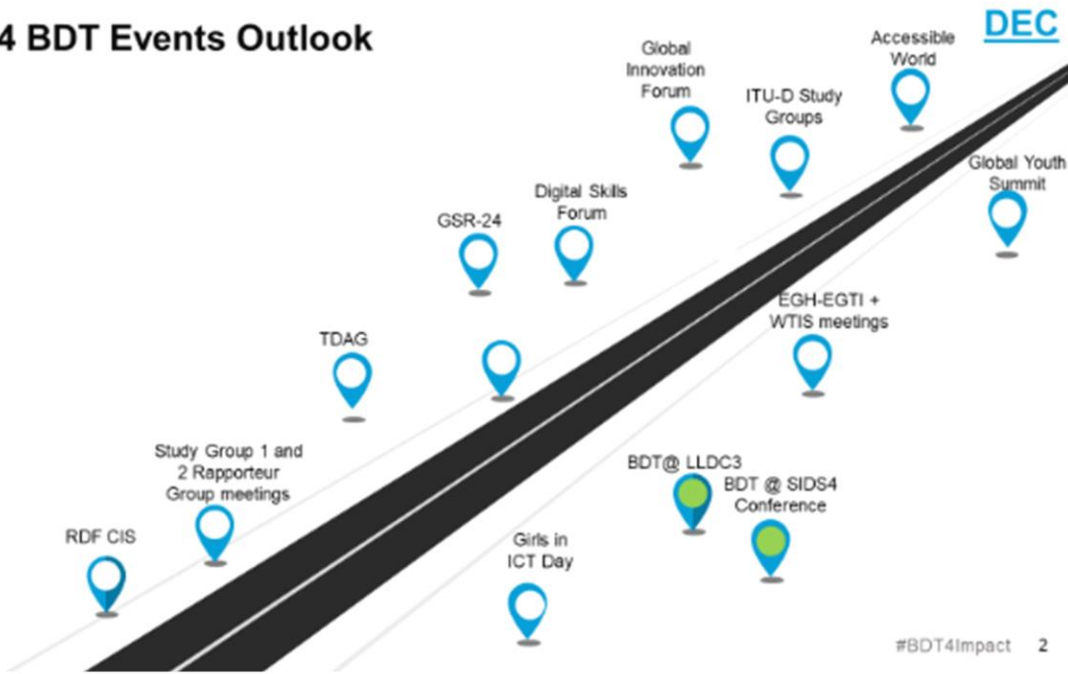 4 BDT Events Outlook
DEC
Global
Innovation
Forum
Accessible
World
ITU-D Study
Groups
Global Youth
Summit
Digital Skills
Forum
GSR-24
EGH-EGTI +
WTIS meetings
TDAG
Study Group 1 and
2 Rapporteur
Group meetings
BDT@ LLDC3
BDT @ SIDS4
Conference
RDF CIS
Girls in
ICT Day
#BDT4Impact 2